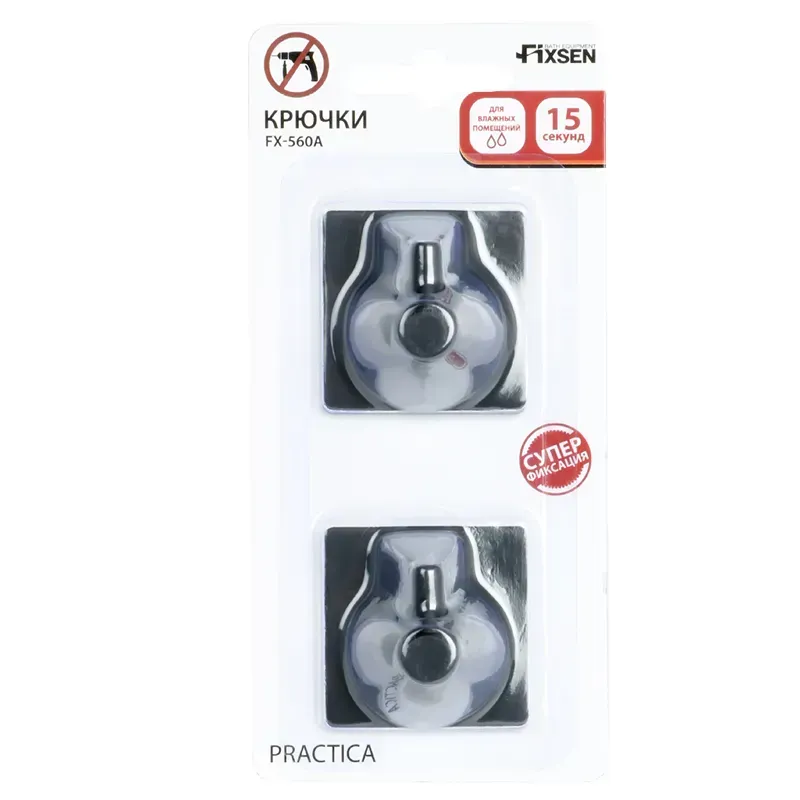 BATH EQUIPMENT
FIXSEN
КРЮЧКИ
FX-560A
ДЛЯ
ВЛАЖНЫХ
ПОМЕЩЕНИЙ
15
СЕКУНД
СУПЕР
ФИКСАЦИЯ
PRACTICA